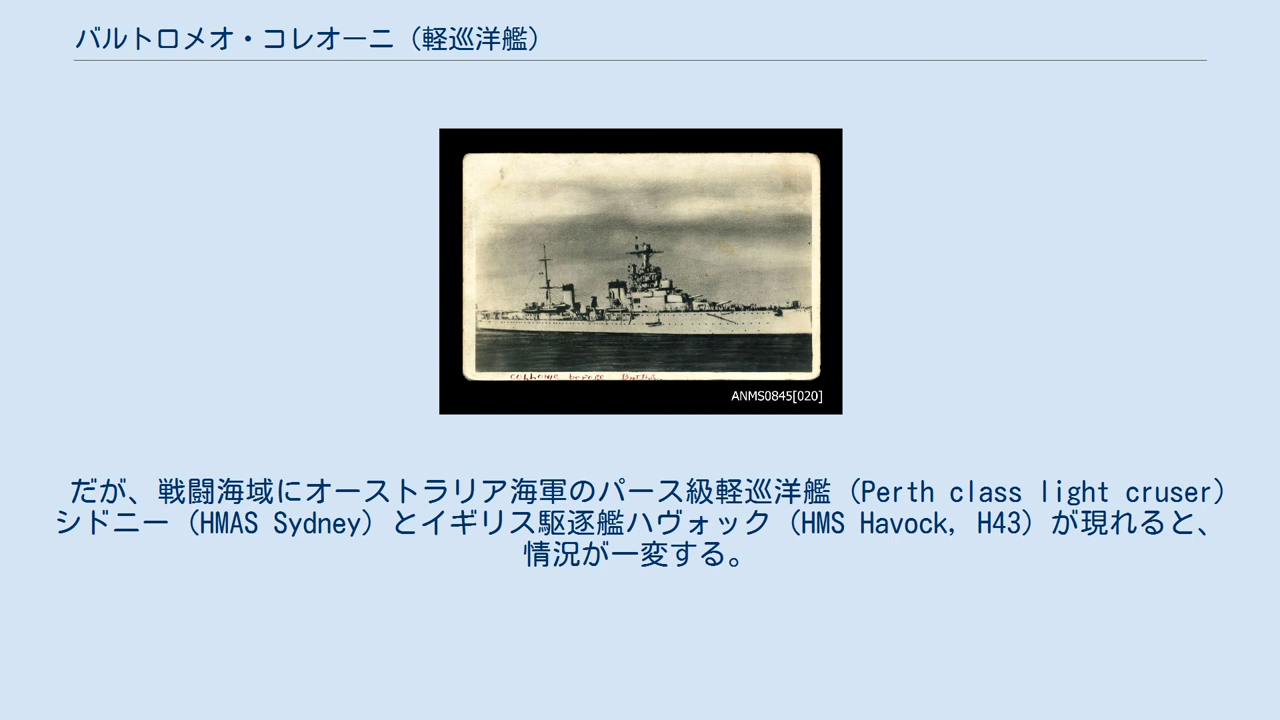 バルトロメオ・コレオーニ（軽巡洋艦）
ANMS0845[020]
だが、戦闘海域にオーストラリア海軍のパース級軽巡洋艦（Perth class light cruser）
シドニー（HMAS Sydney）とイギリス駆逐艦ハヴォック（HMS Havock, H43）が現れると、
情況が一変する。